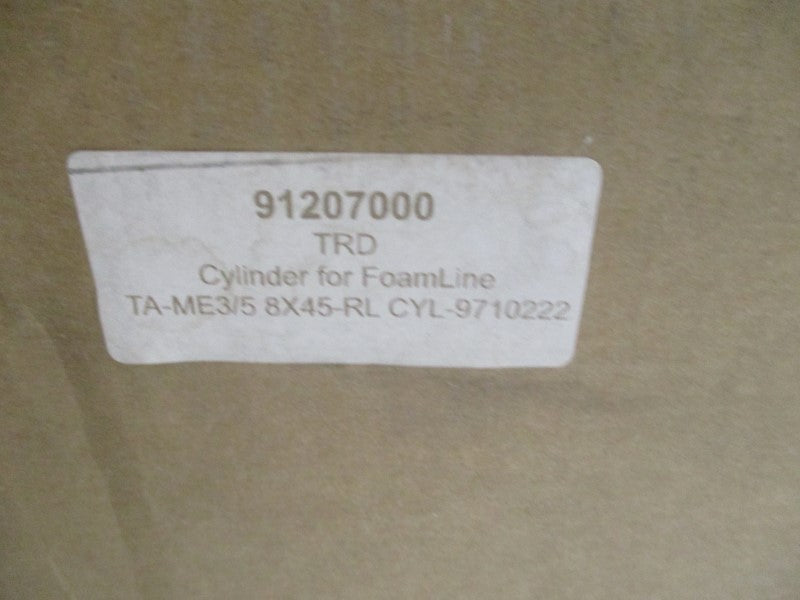 91207000
TRD
Cylinder for FoamLine
TA-ME3/5 8X45-RL CYL-9710222